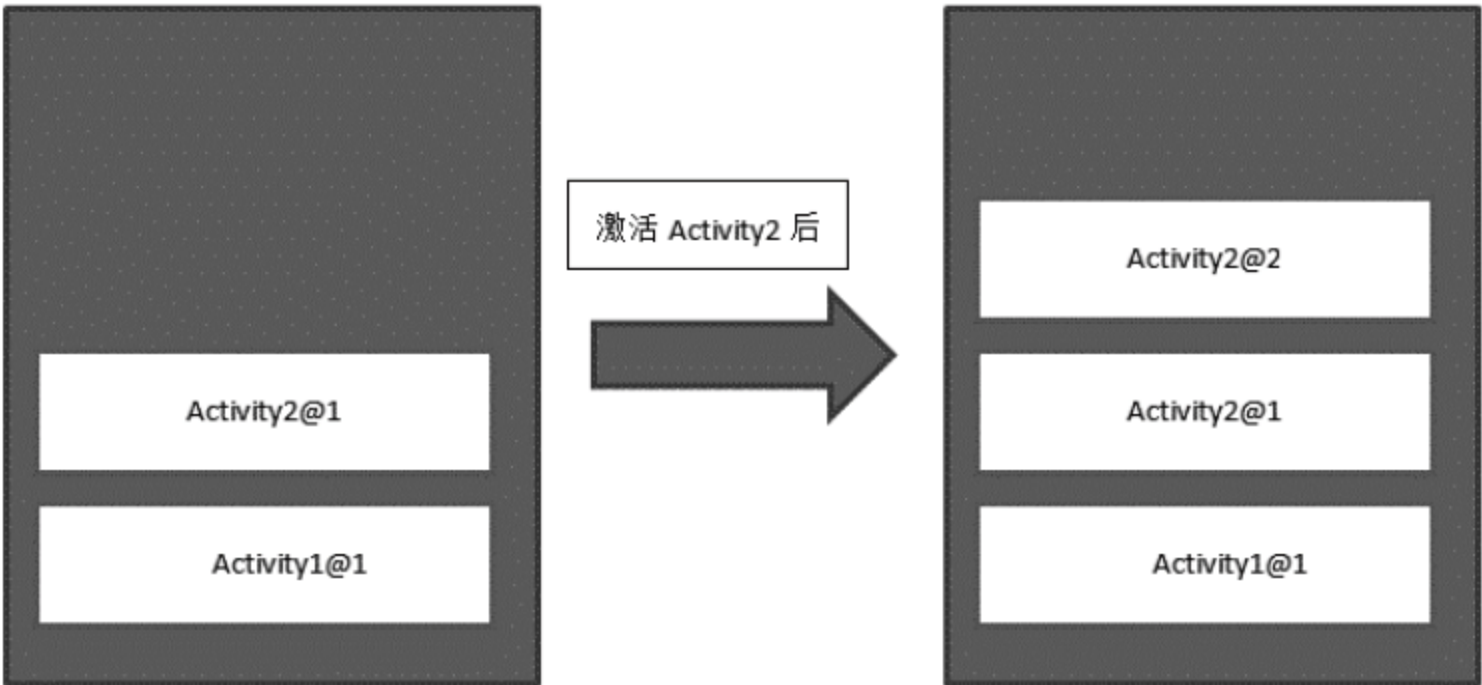 Activity2@1
Activity1@1
激活 Activity2 后
Activity2@2
Activity2@1
Activity1@1